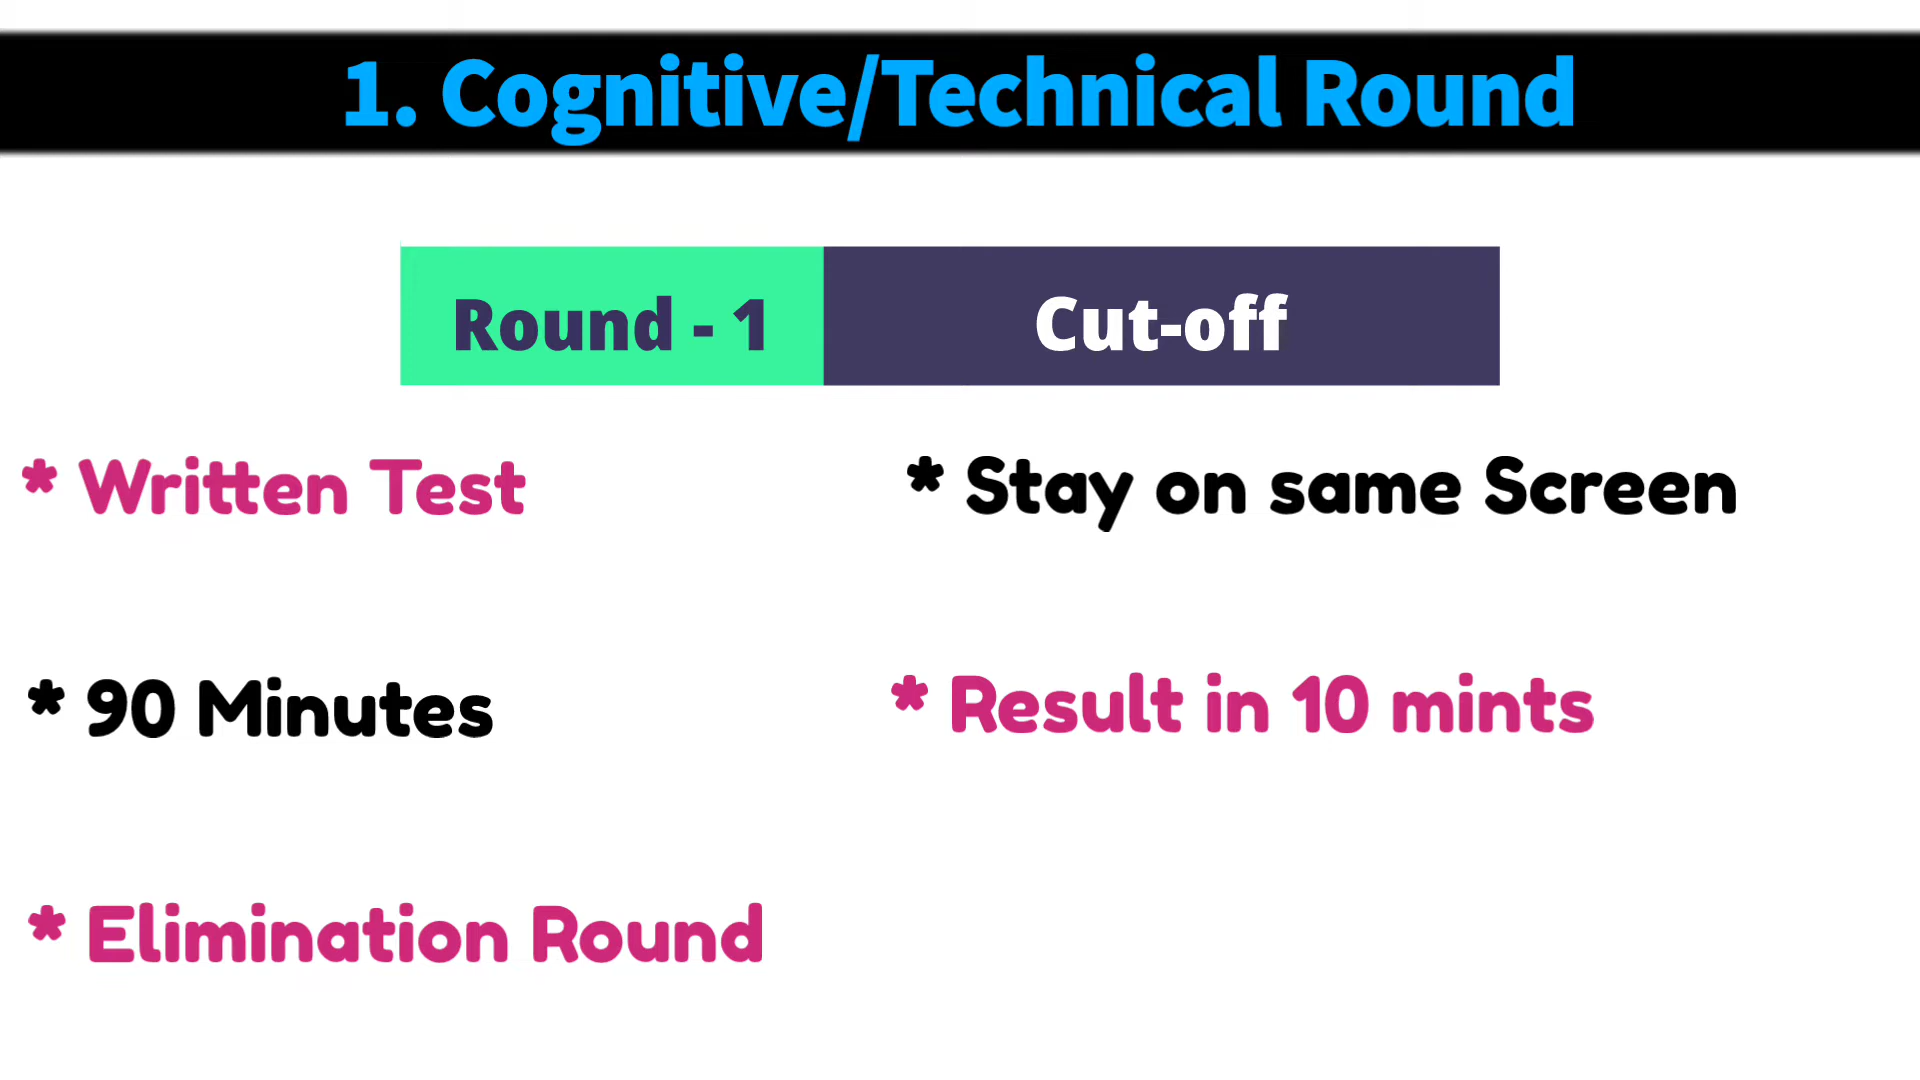 1. Cognitive/Technical Round
Round - 1 Cut-off
* Written Test
* Stay on same Screen
* 90 Minutes
* Result in 10 mints
* Elimination Round